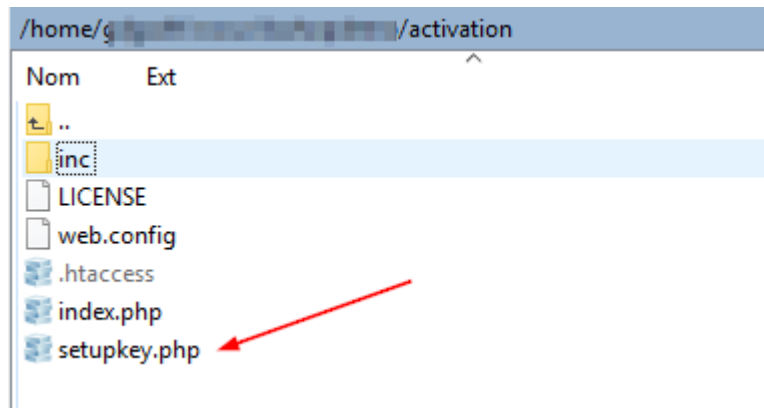 /home/g /activation
Nom Ext
..
inc
LICENSE
web.config
.htaccess
index.php
setupkey.php